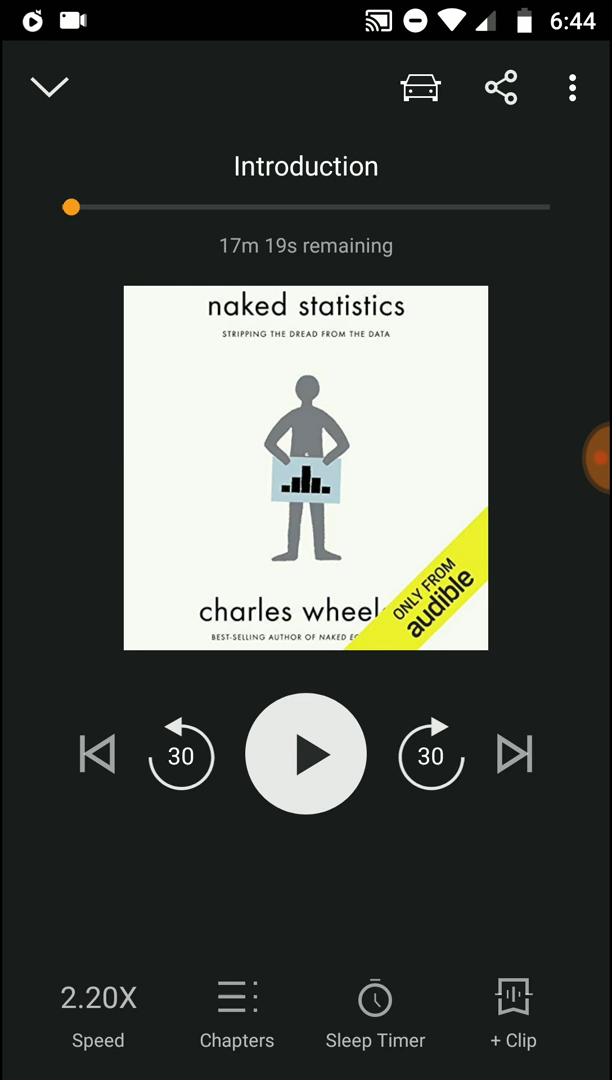 6:44
Introduction
17m 19s remaining
naked statistics
STRIPPING THE DREAD FROM THE DATA
charles
BEST-SELLING AUTHOR OF NAKED
ONLY FROM
audible
30
30
2.20X
Speed
Chapters
Sleep Timer
+ Clip